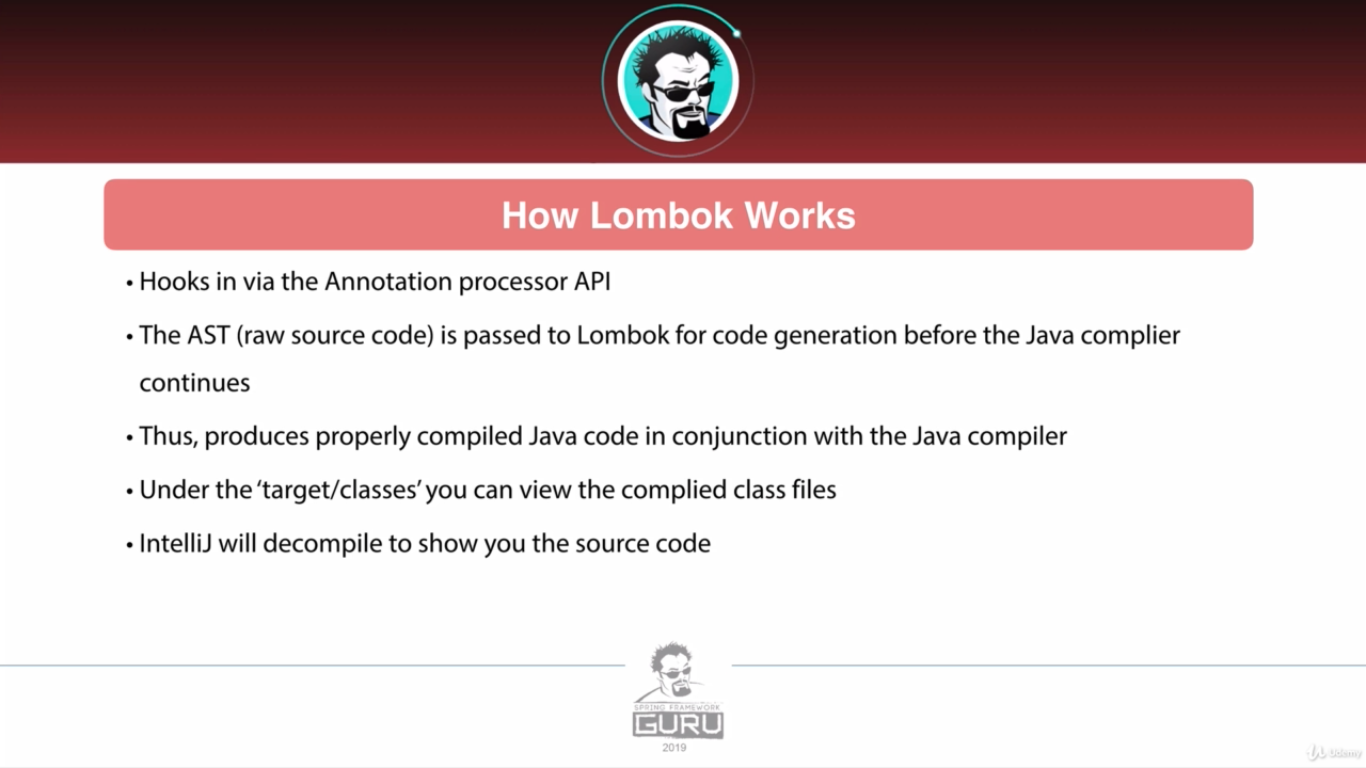 How Lombok Works
• Hooks in via the Annotation processor API
• The AST (raw source code) is passed to Lombok for code generation before the Java complier
continues
• Thus, produces properly compiled Java code in conjunction with the Java compiler
• Under the ‘target/classes’ you can view the complied class files
• IntelliJ will decompile to show you the source code
SPRING FRAMEWORK
GURU
2019
Udemy